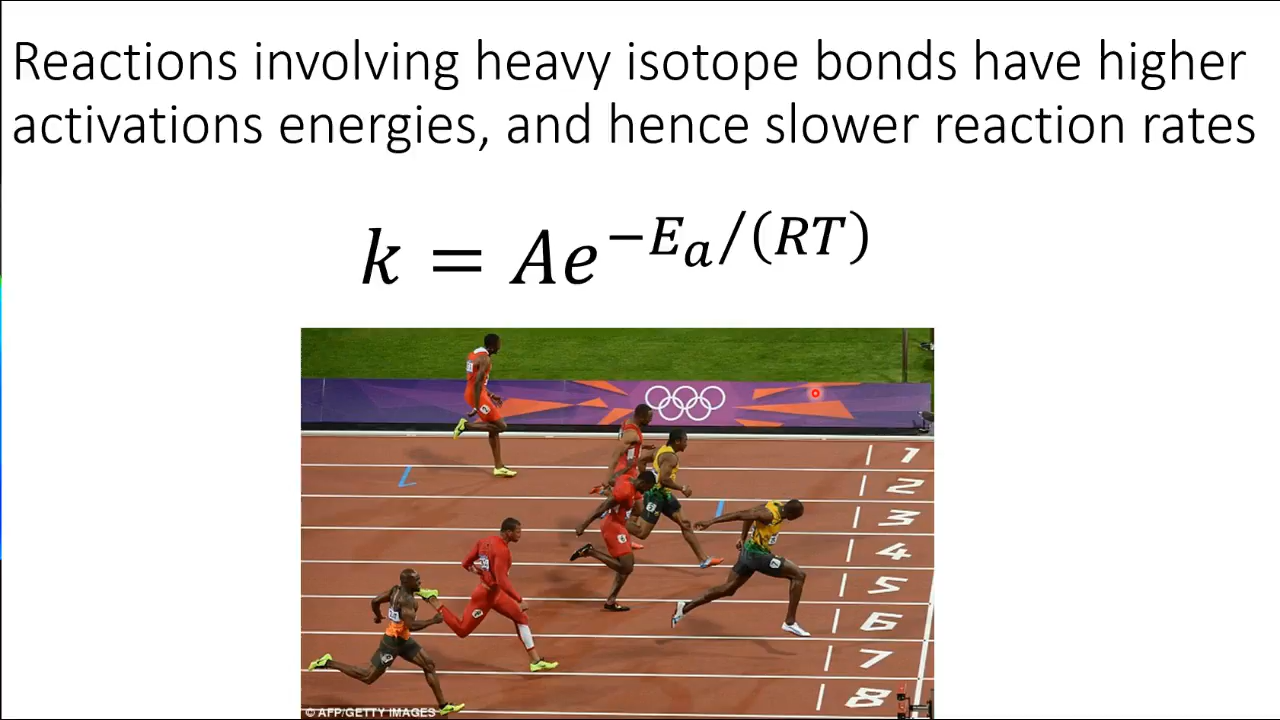 Reactions involving heavy isotope bonds have higher
activations energies, and hence slower reaction rates
k = Ae^{-E_a/(RT)}
1
2
3
4
5
6
7
8
© AFP/GETTY IMAGES